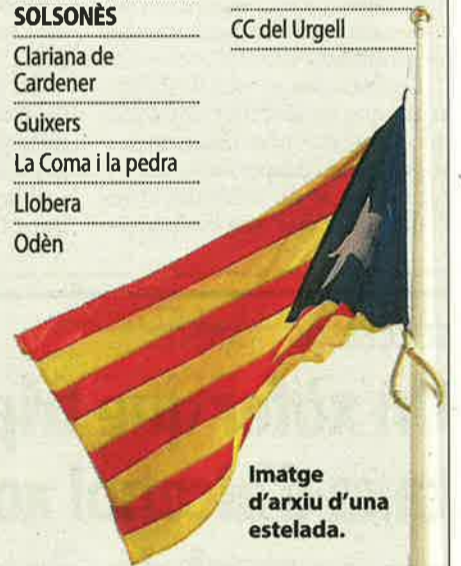 SOLSONÈS
Clariana de
Cardener
Guixers
La Coma i la pedra
Llobera
Odèn
CC del Urgell
Imatge
d'arxiu d'una
estelada.